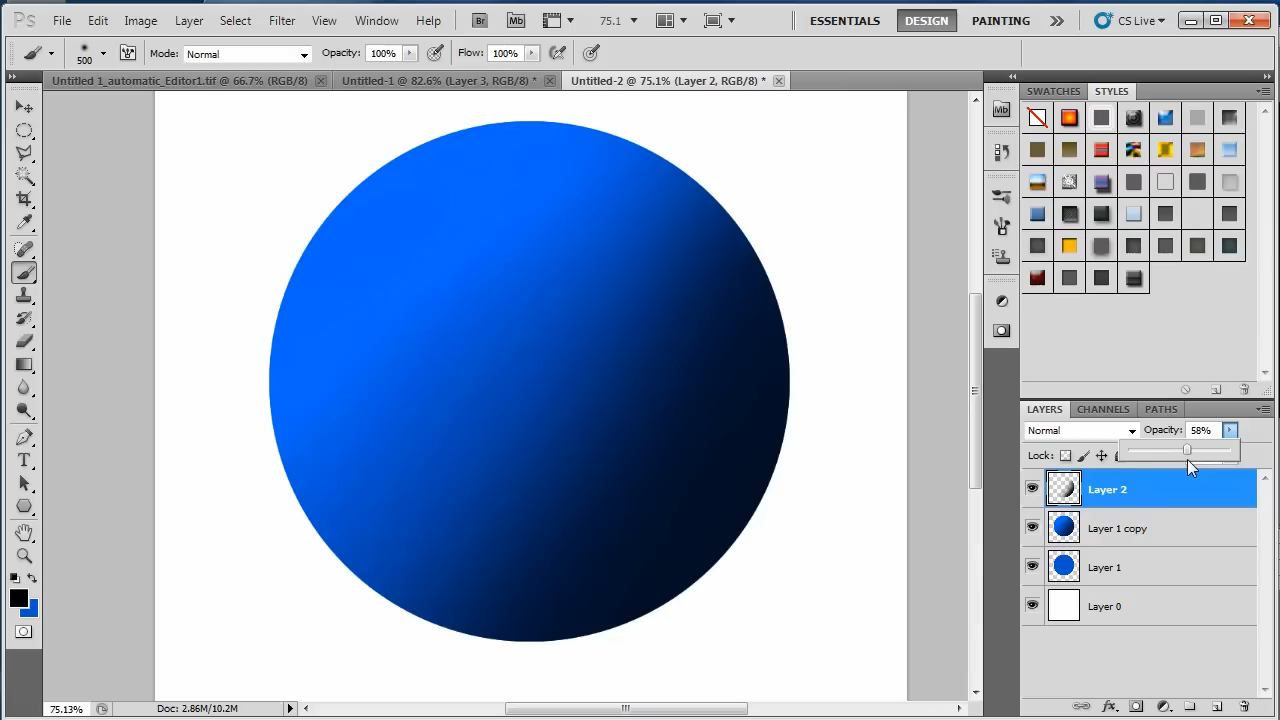 Ps File Edit Image Layer Select Filter View Window Help Br Mb 75.1 ESSENTIALS DESIGN PAINTING CS Live
500 Mode: Normal Opacity: 100% Flow: 100%
Untitled 1_automatic_Editor1.tif @ 66.7% (RGB/8) Untitled-1 @ 82.6% (Layer 3, RGB/8) * Untitled-2 @ 75.1% (Layer 2, RGB/8) *
SWATCHES STYLES
Mb
LAYERS CHANNELS PATHS
Normal Opacity: 58%
Lock:
Layer 2
Layer 1 copy
Layer 1
Layer 0
T
75.13% Doc: 2.86M/10.2M
fx